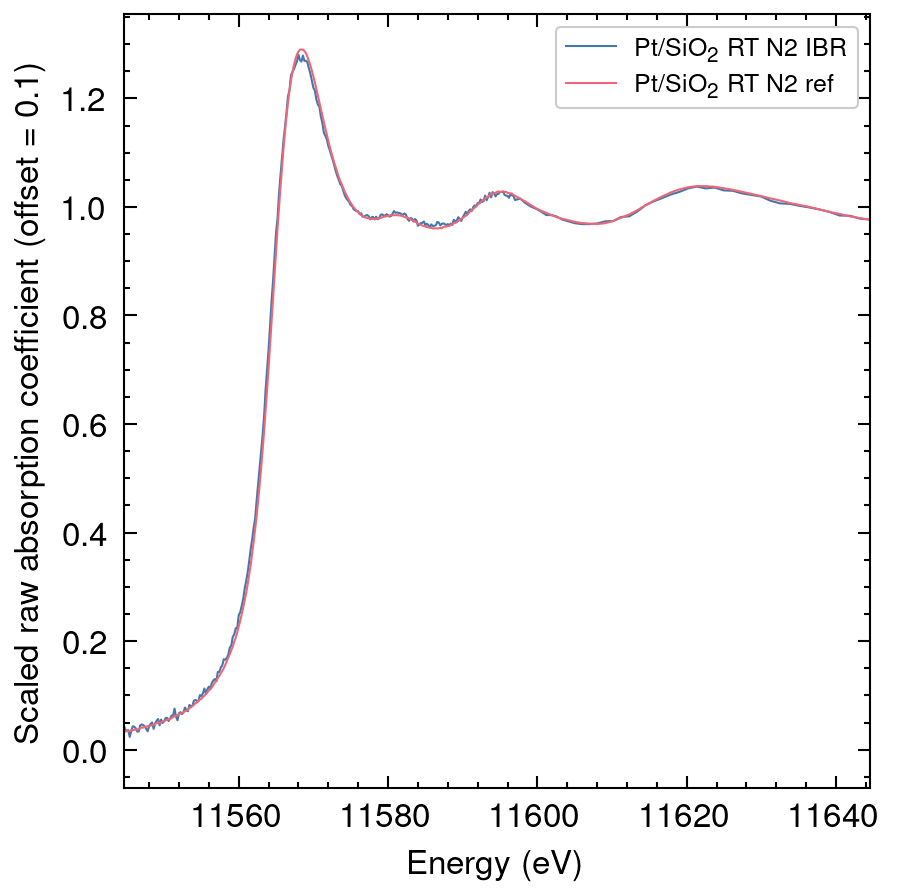 Pt/SiO₂ RT N2 IBR
Pt/SiO₂ RT N2 ref
Scaled raw absorption coefficient (offset = 0.1)
1.2
1.0
0.8
0.6
0.4
0.2
0.0
11560 11580 11600 11620 11640
Energy (eV)